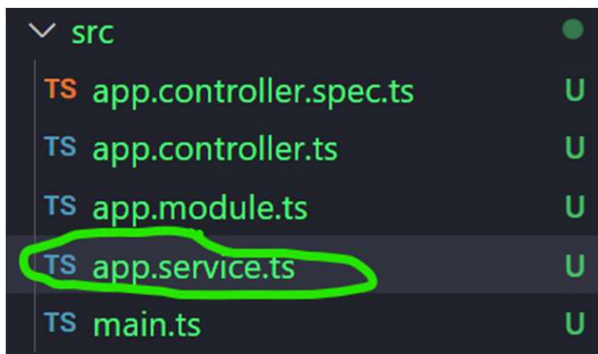 src
TS app.controller.spec.ts U
TS app.controller.ts U
TS app.module.ts U
TS app.service.ts U
TS main.ts U